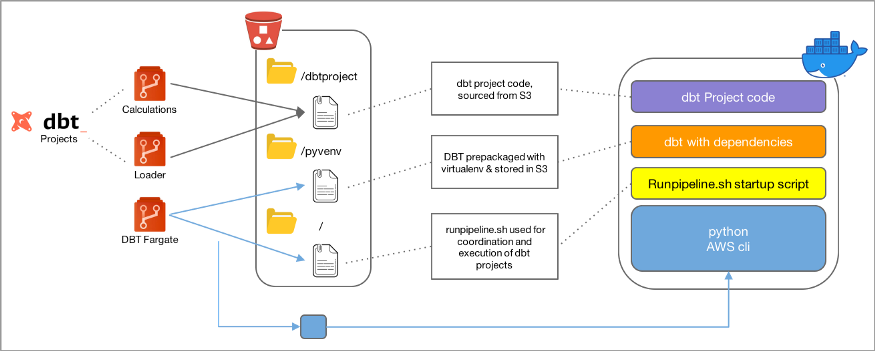 dbt_
Projects
Calculations
Loader
DBT Fargate
/dbtproject
/pyvenv
/
dbt project code,
sourced from S3
DBT prepackaged with
virtualenv & stored in S3
runpipeline.sh used for
coordination and
execution of dbt
projects
dbt Project code
dbt with dependencies
Runpipeline.sh startup script
python
AWS cli